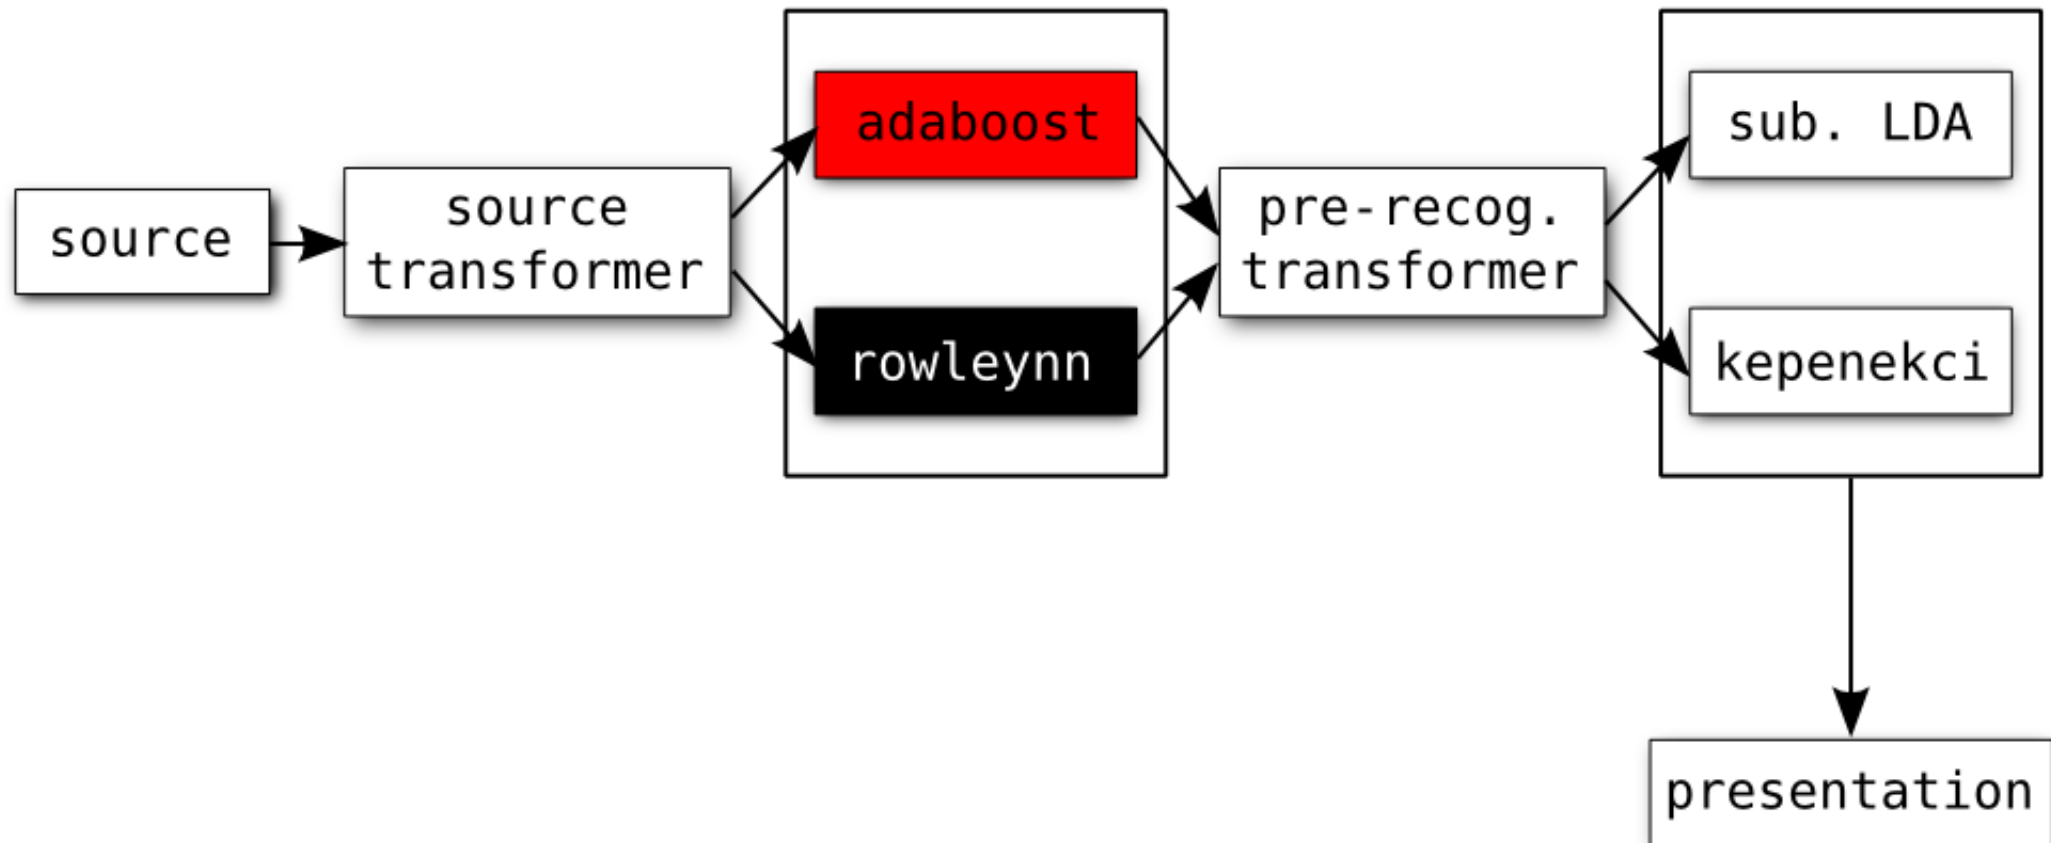 source
source
transformer
adaboost
rowleynn
pre-recog.
transformer
sub. LDA
kepenekci
presentation